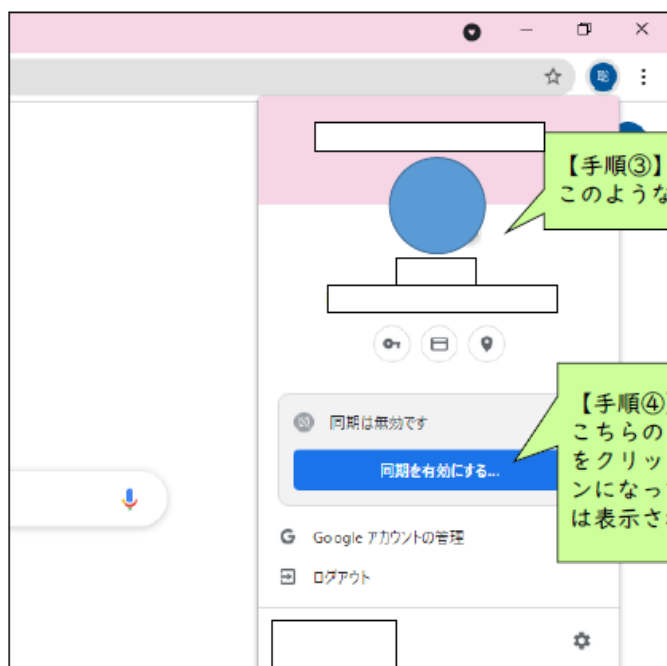 【手順③】
このような
【手順④】
こちらの
をクリッ
ンになっ
は表示さ
同期は無効です
同期を有効にする...
Google アカウントの管理
ログアウト